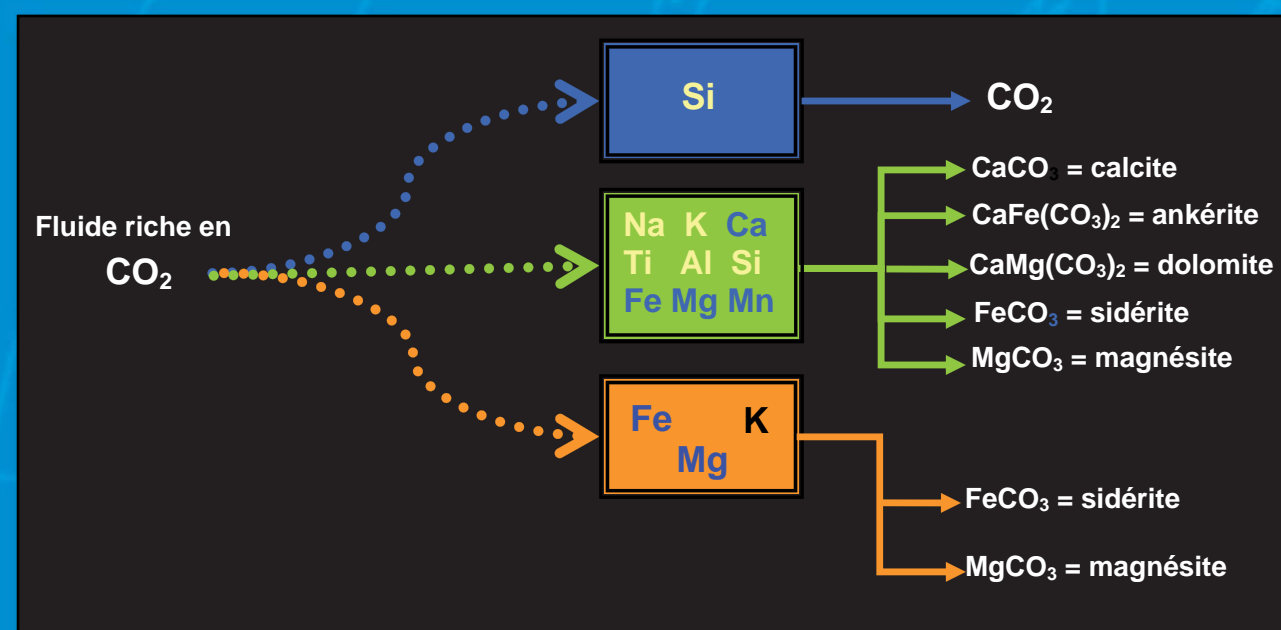 Si
CO₂
Fluide riche en
CO₂
Na K Ca
Ti Al Si
Fe Mg Mn
CaCO₃ = calcite
CaFe(CO₃)₂ = ankérite
CaMg(CO₃)₂ = dolomite
FeCO₃ = sidérite
MgCO₃ = magnésite
Fe K
Mg
FeCO₃ = sidérite
MgCO₃ = magnésite